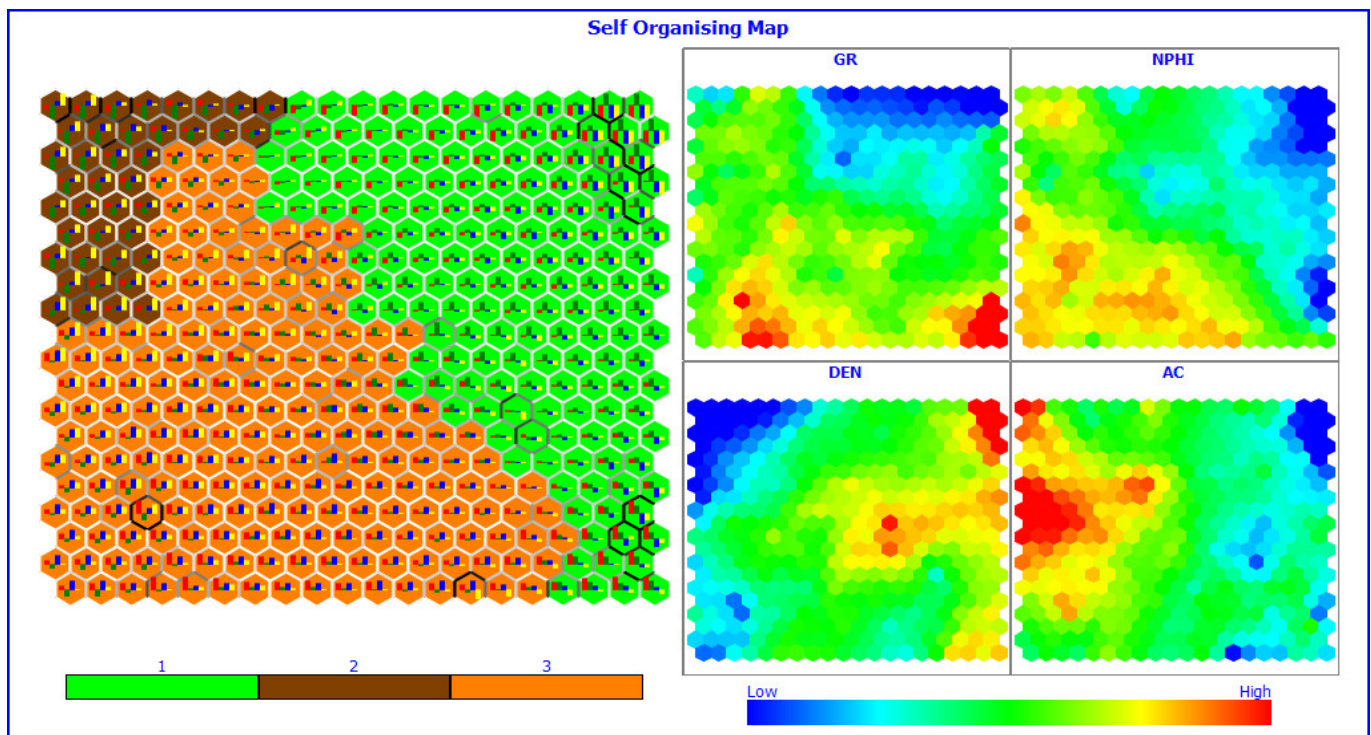 Self Organising Map
GR
NPHI
DEN
AC
1 2 3
Low High